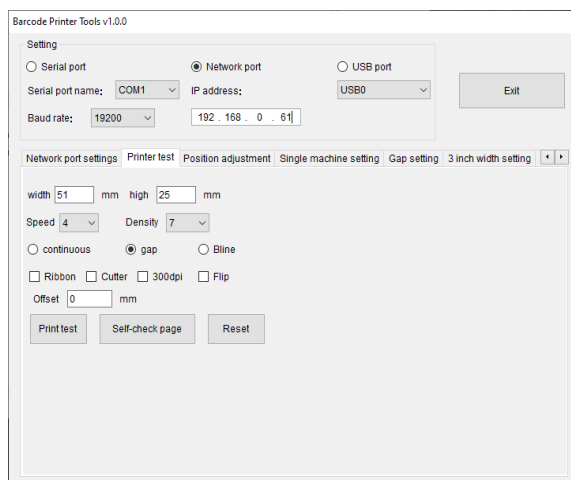 Barcode Printer Tools v1.0.0
Setting
Serial port Network port USB port
Serial port name: COM1 IP address: USB0 Exit
Baud rate: 19200 192 . 168 . 0 . 61
Network port settings Printer test Position adjustment Single machine setting Gap setting 3 inch width setting
width 51 mm high 25 mm
Speed 4 Density 7
continuous gap Bline
Ribbon Cutter 300dpi Flip
Offset 0 mm
Print test Self-check page Reset